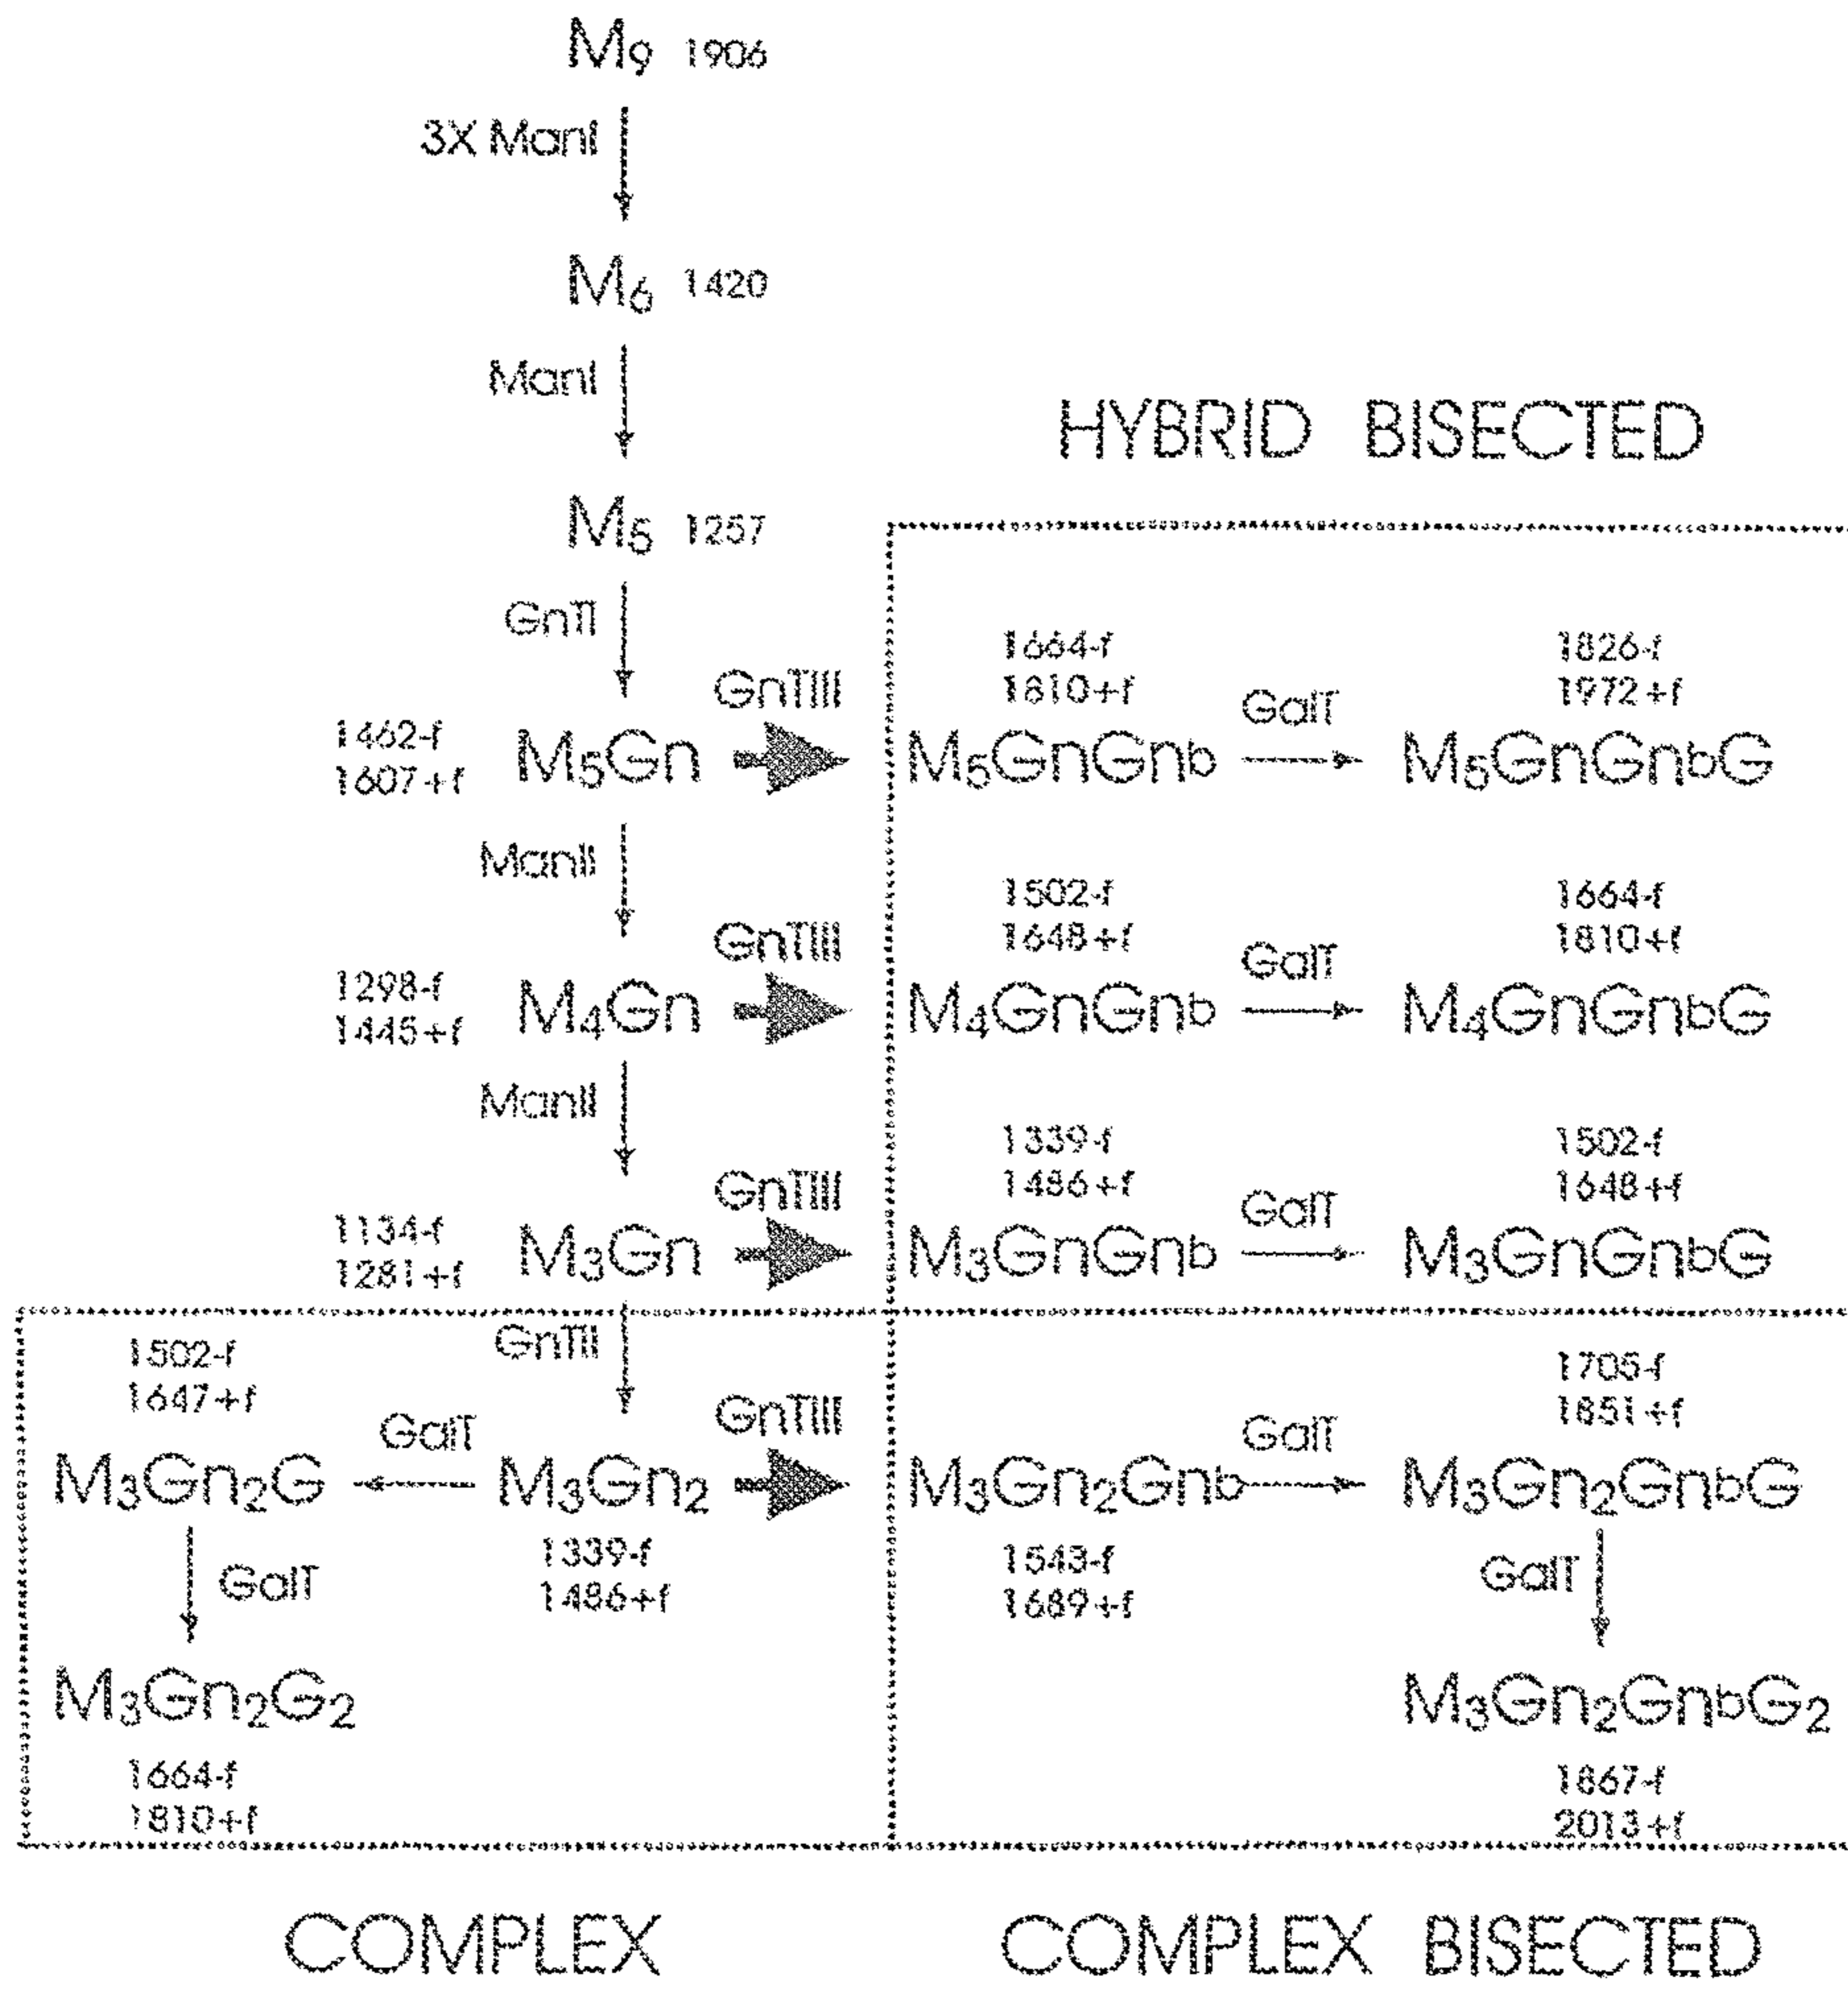 M9 1906
3X ManI
M6 1420
ManI
HYBRID BISECTED
M5 1257
GnTI
1664-f
1810+f
1826-f
1972+f
GnTIII
GalT
1462-f
1607+f
M5Gn
M5GnGnb
M5GnGnbG
ManII
1502-f
1648+f
1664-f
1810+f
GnTIII
GalT
1298-f
1445+f
M4Gn
M4GnGnb
M4GnGnbG
ManII
1339-f
1486+f
1502-f
1648+f
GnTIII
GalT
1134-f
1281+f
M3Gn
M3GnGnb
M3GnGnbG
GnTII
1502-f
1647+f
1705-f
1851+f
GalT
GnTIII
GalT
M3Gn2G
M3Gn2
M3Gn2Gnb
M3Gn2GnbG
1339-f
1486+f
1543-f
1689+f
GalT
GalT
M3Gn2G2
M3Gn2GnbG2
1664-f
1810+f
1867-f
2013+f
COMPLEX
COMPLEX BISECTED